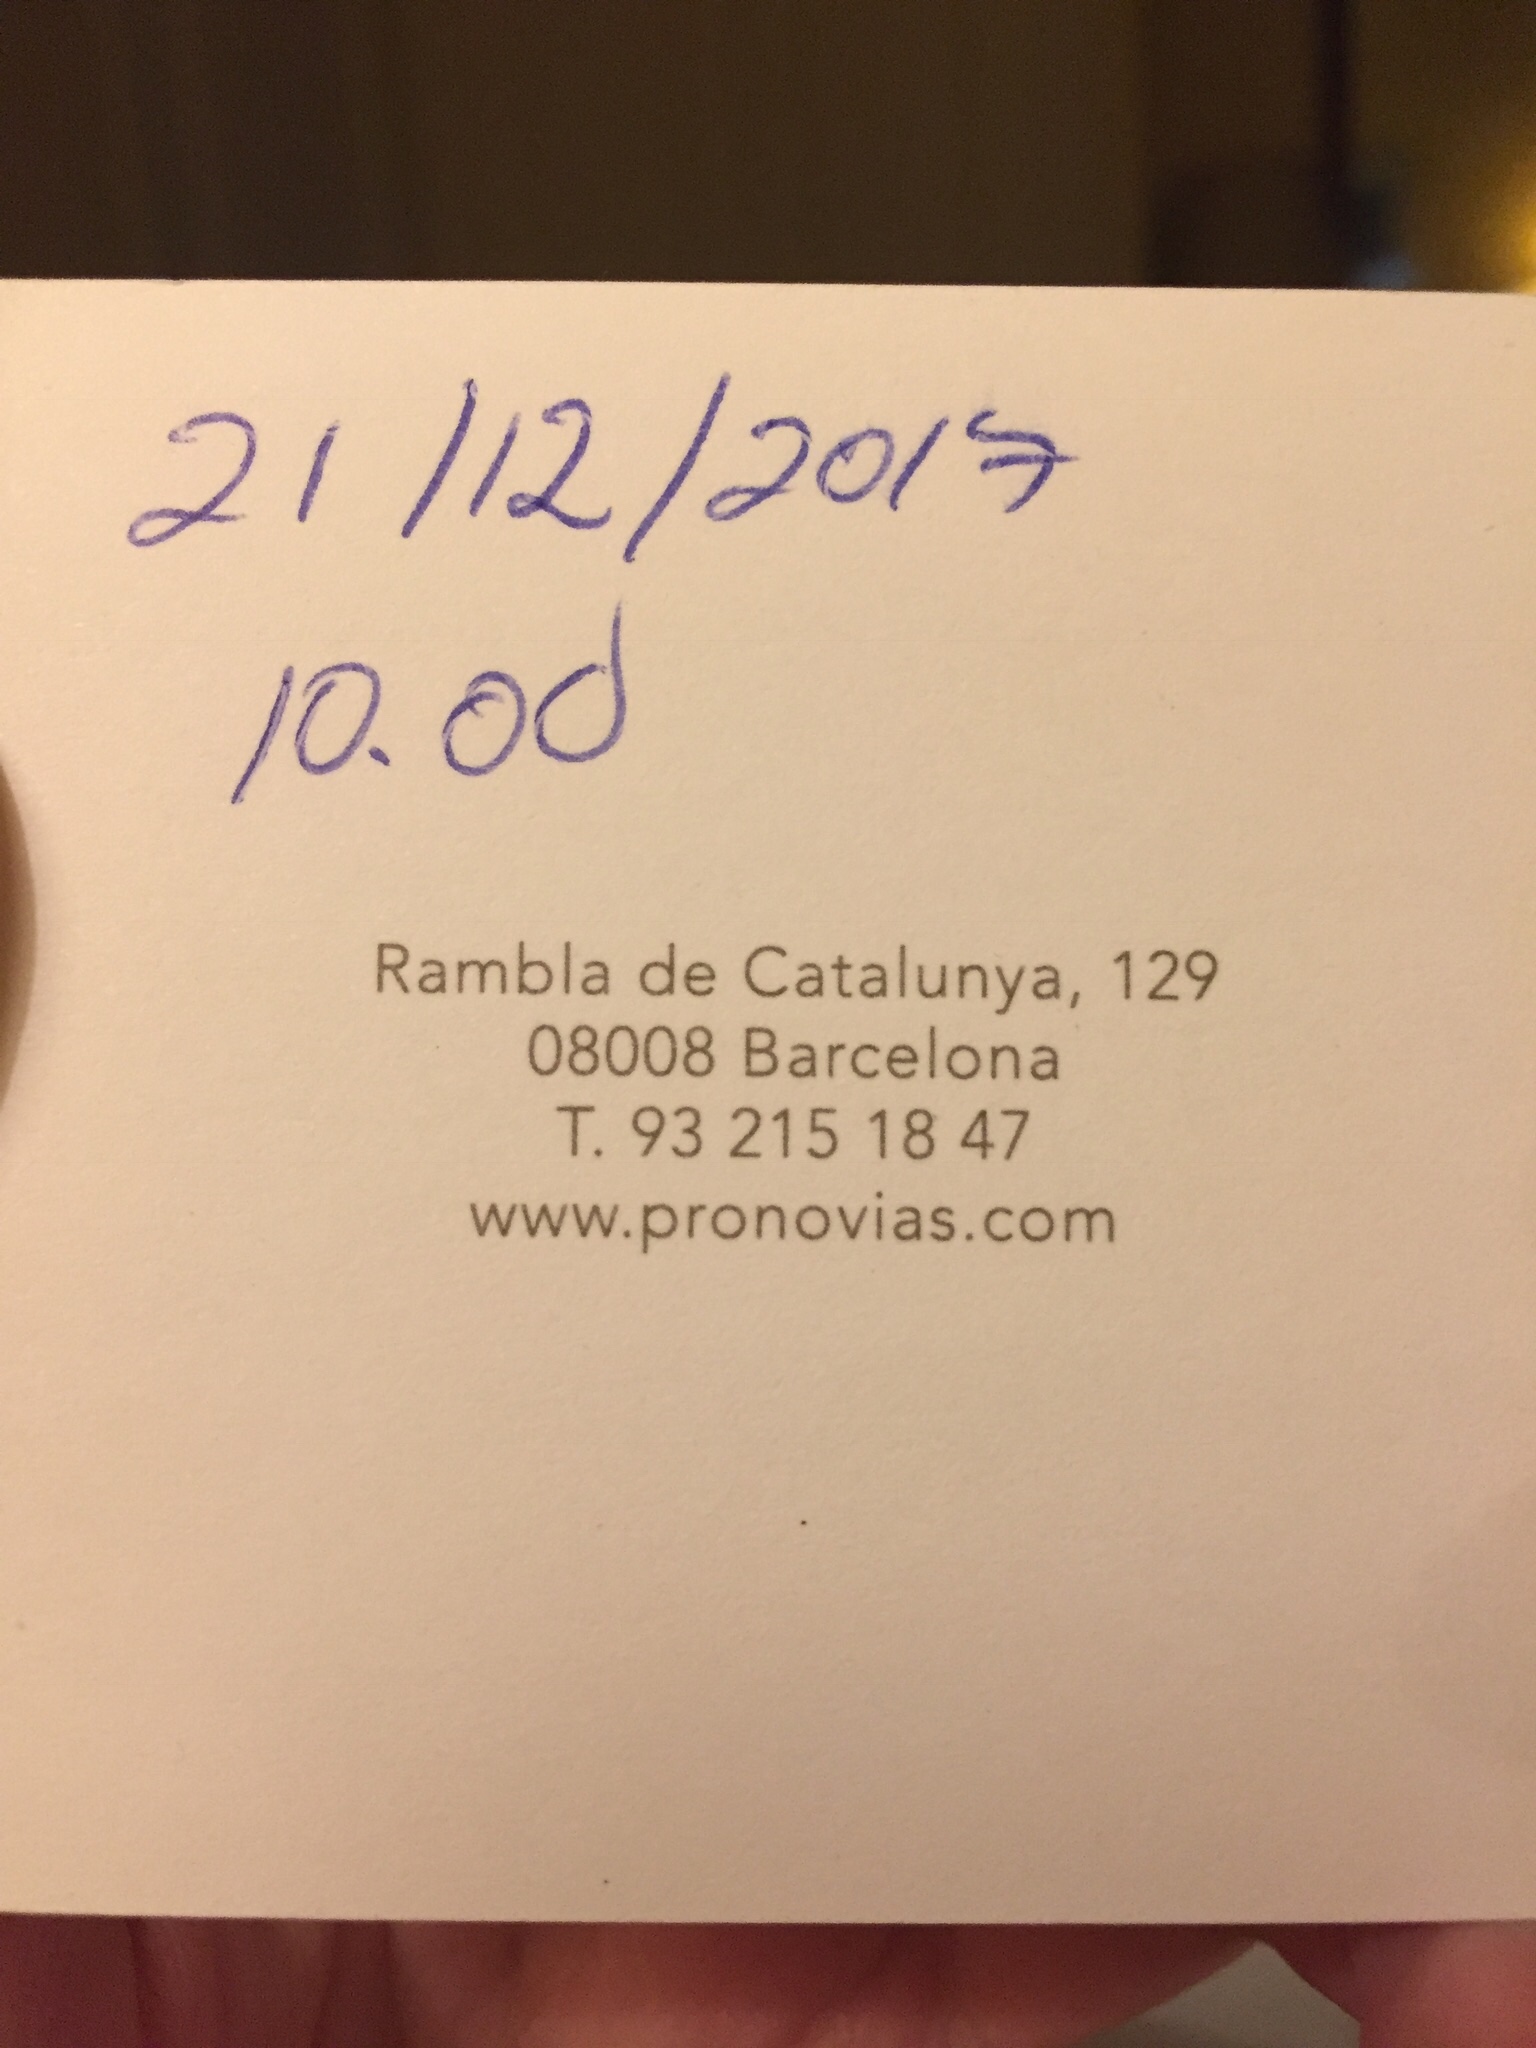 21/12/2017
10.00
Rambla de Catalunya, 129
08008 Barcelona
T. 93 215 18 47
www.pronovias.com